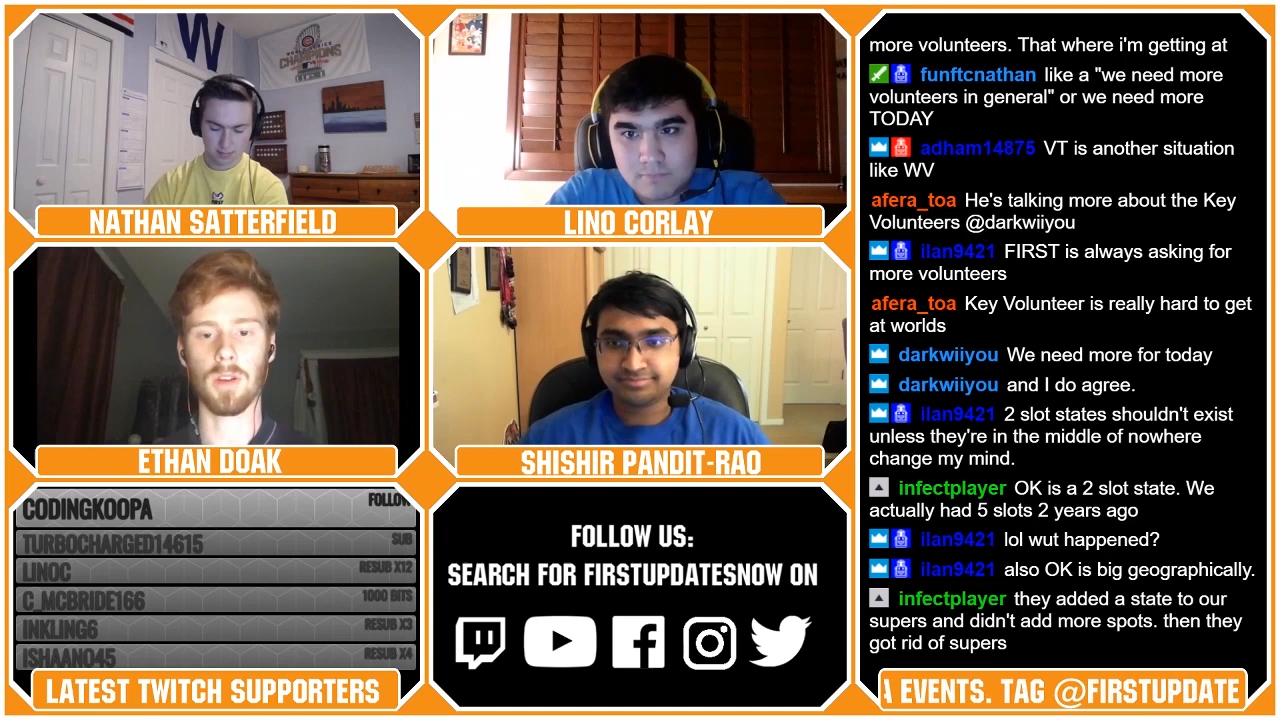 W
CHAMPIONS
NATHAN SATTERFIELD
LINO CORLAY
ETHAN DOAK
SHISHIR PANDIT-RAO
CODINGKOOPA FOLLOW
TURBOCHARGED14615 SUB
LINOC RESUB X12
C_MCBRIDE166 1000 BITS
INKLING6 RESUB X3
ISHAAN045 RESUB X4
LATEST TWITCH SUPPORTERS
FOLLOW US:
SEARCH FOR FIRSTUPDATESNOW ON
more volunteers. That where i'm getting at
funftcnathan like a "we need more
volunteers in general" or we need more
TODAY
adham14875 VT is another situation
like WV
afera_toa He's talking more about the Key
Volunteers @darkwiiyou
ilan9421 FIRST is always asking for
more volunteers
afera_toa Key Volunteer is really hard to get
at worlds
darkwiiyou We need more for today
darkwiiyou and I do agree.
ilan9421 2 slot states shouldn't exist
unless they're in the middle of nowhere
change my mind.
infectplayer OK is a 2 slot state. We
actually had 5 slots 2 years ago
ilan9421 lol wut happened?
ilan9421 also OK is big geographically.
infectplayer they added a state to our
supers and didn't add more spots. then they
got rid of supers
A EVENTS. TAG @FIRSTUPDATE